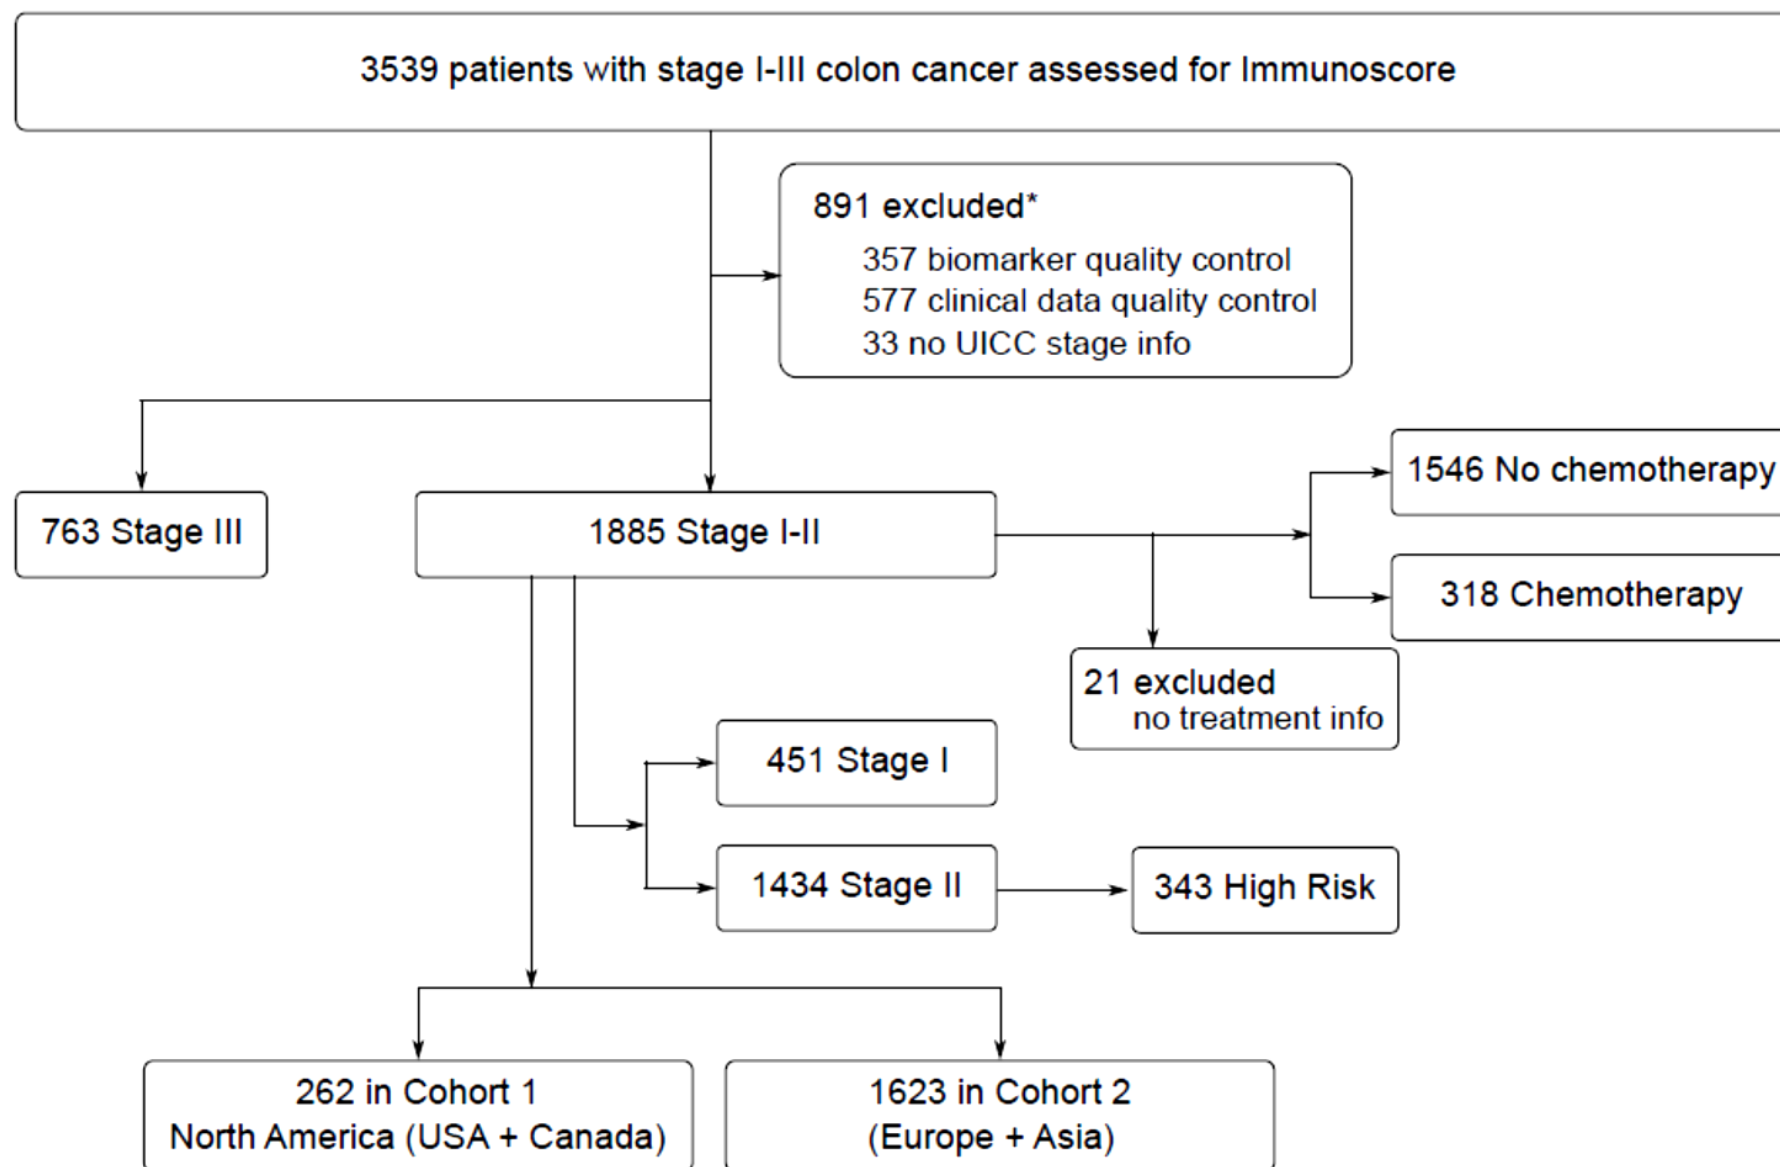 3539 patients with stage I-III colon cancer assessed for Immunoscore
891 excluded*
357 biomarker quality control
577 clinical data quality control
33 no UICC stage info
1546 No chemotherapy
763 Stage III
1885 Stage I-II
318 Chemotherapy
21 excluded
no treatment info
451 Stage I
1434 Stage II
343 High Risk
262 in Cohort 1
North America (USA + Canada)
1623 in Cohort 2
(Europe + Asia)